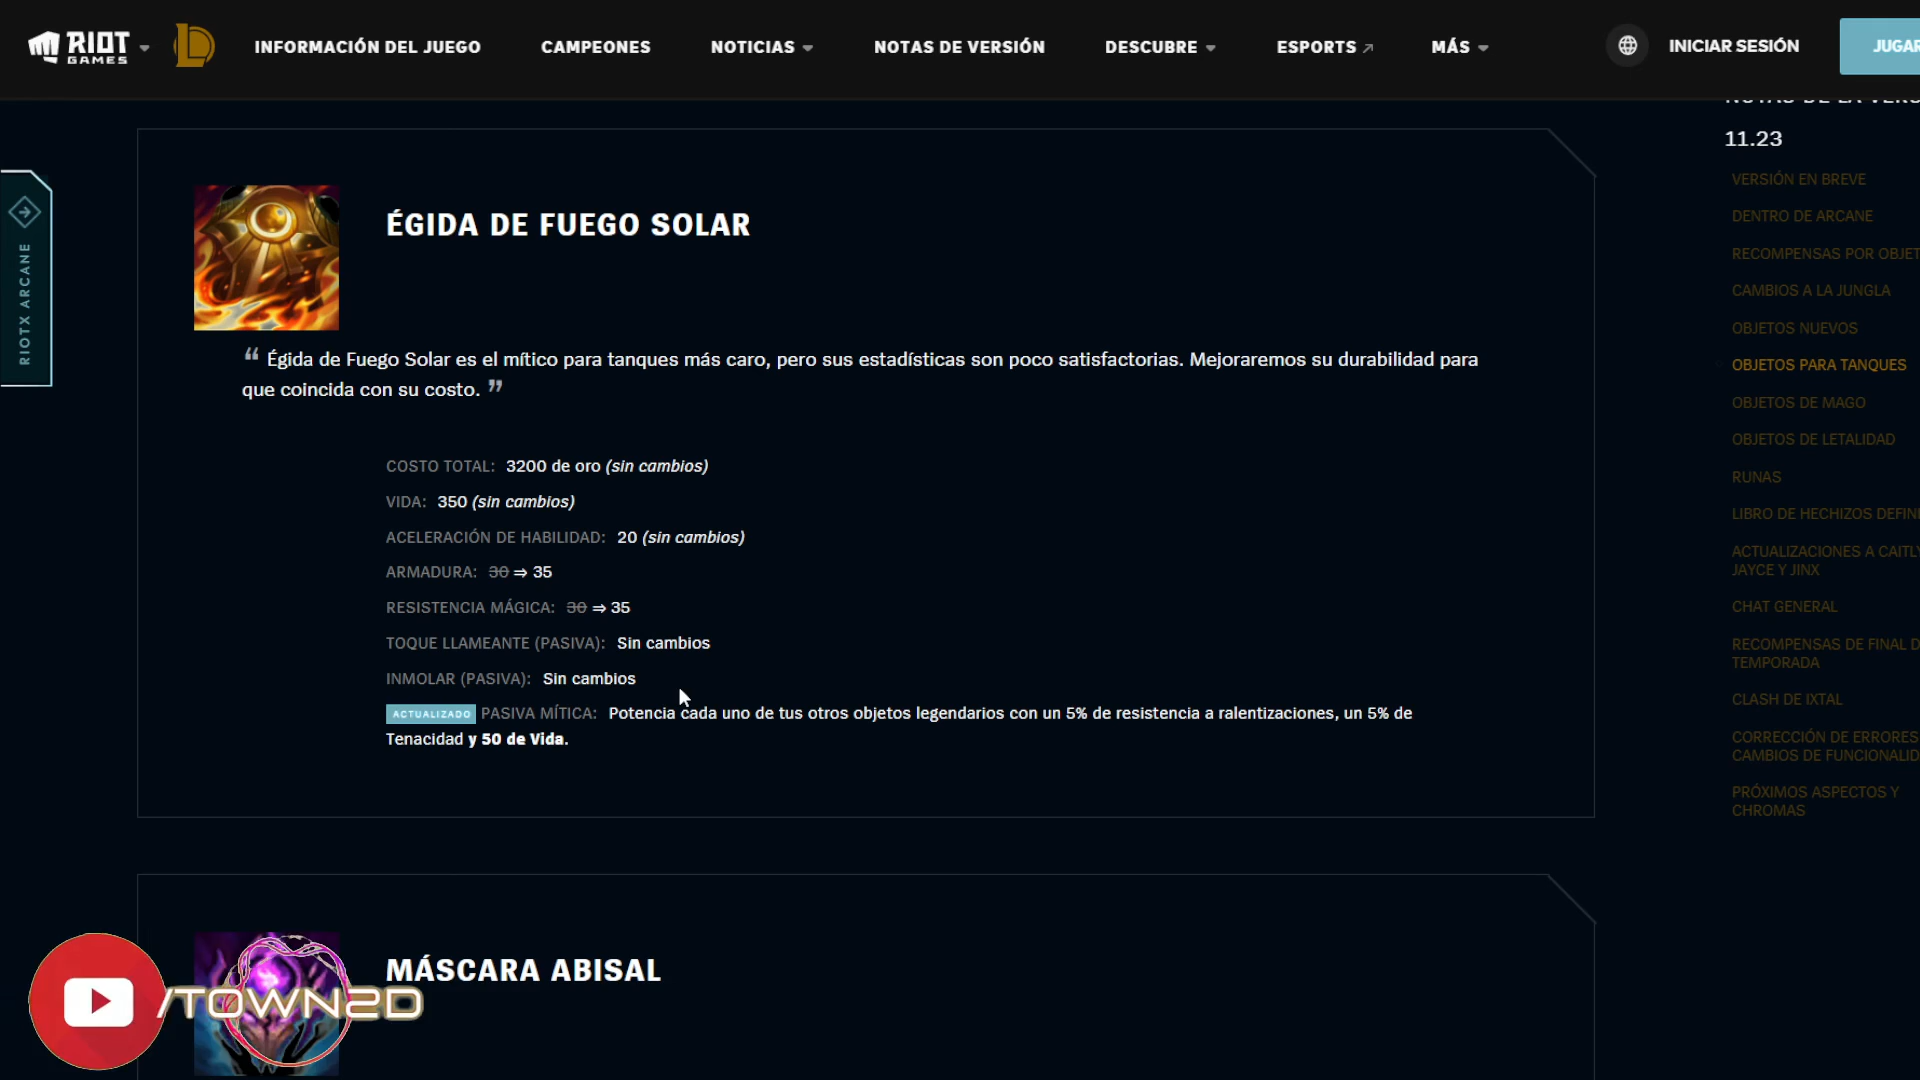 RIOT GAMES
INFORMACIÓN DEL JUEGO
CAMPEONES
NOTICIAS
NOTAS DE VERSIÓN
DESCUBRE
ESPORTS
MÁS
INICIAR SESIÓN
JUGAR
RIOTX ARCANE
ÉGIDA DE FUEGO SOLAR
“ Égida de Fuego Solar es el mítico para tanques más caro, pero sus estadísticas son poco satisfactorias. Mejoraremos su durabilidad para
que coincida con su costo. ”
COSTO TOTAL: 3200 de oro (sin cambios)
VIDA: 350 (sin cambios)
ACELERACIÓN DE HABILIDAD: 20 (sin cambios)
ARMADURA: 30 ⇒ 35
RESISTENCIA MÁGICA: 30 ⇒ 35
TOQUE LLAMEANTE (PASIVA): Sin cambios
INMOLAR (PASIVA): Sin cambios
ACTUALIZADO PASIVA MÍTICA: Potencia cada uno de tus otros objetos legendarios con un 5% de resistencia a ralentizaciones, un 5% de
Tenacidad y 50 de Vida.
MÁSCARA ABISAL
/TOWN2D
11.23
VERSIÓN EN BREVE
DENTRO DE ARCANE
RECOMPENSAS POR OBJET
CAMBIOS A LA JUNGLA
OBJETOS NUEVOS
OBJETOS PARA TANQUES
OBJETOS DE MAGO
OBJETOS DE LETALIDAD
RUNAS
LIBRO DE HECHIZOS DEFINI
ACTUALIZACIONES A CAITLY
JAYCE Y JINX
CHAT GENERAL
RECOMPENSAS DE FINAL D
TEMPORADA
CLASH DE IXTAL
CORRECCIÓN DE ERRORES
CAMBIOS DE FUNCIONALID
PRÓXIMOS ASPECTOS Y
CHROMAS